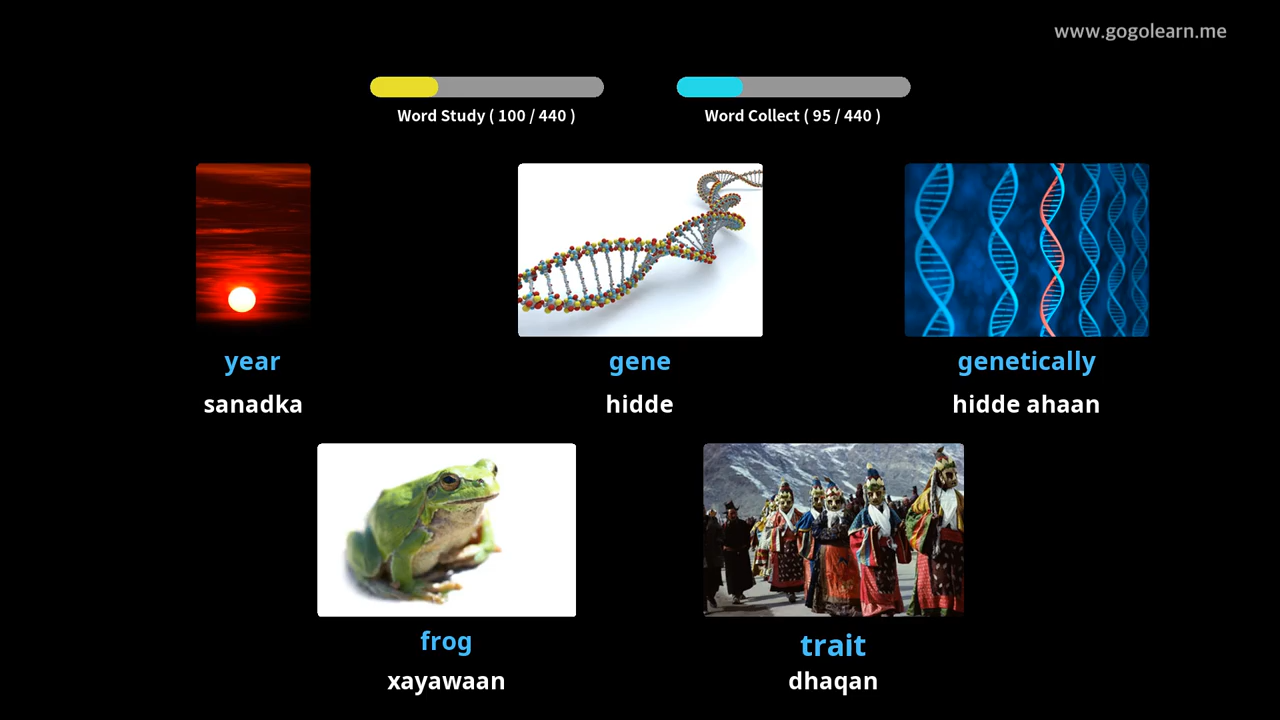 www.gogolearn.me
Word Study ( 100 / 440 )
Word Collect ( 95 / 440 )
year
sanadka
gene
hidde
genetically
hidde ahaan
frog
xayawaan
trait
dhaqan